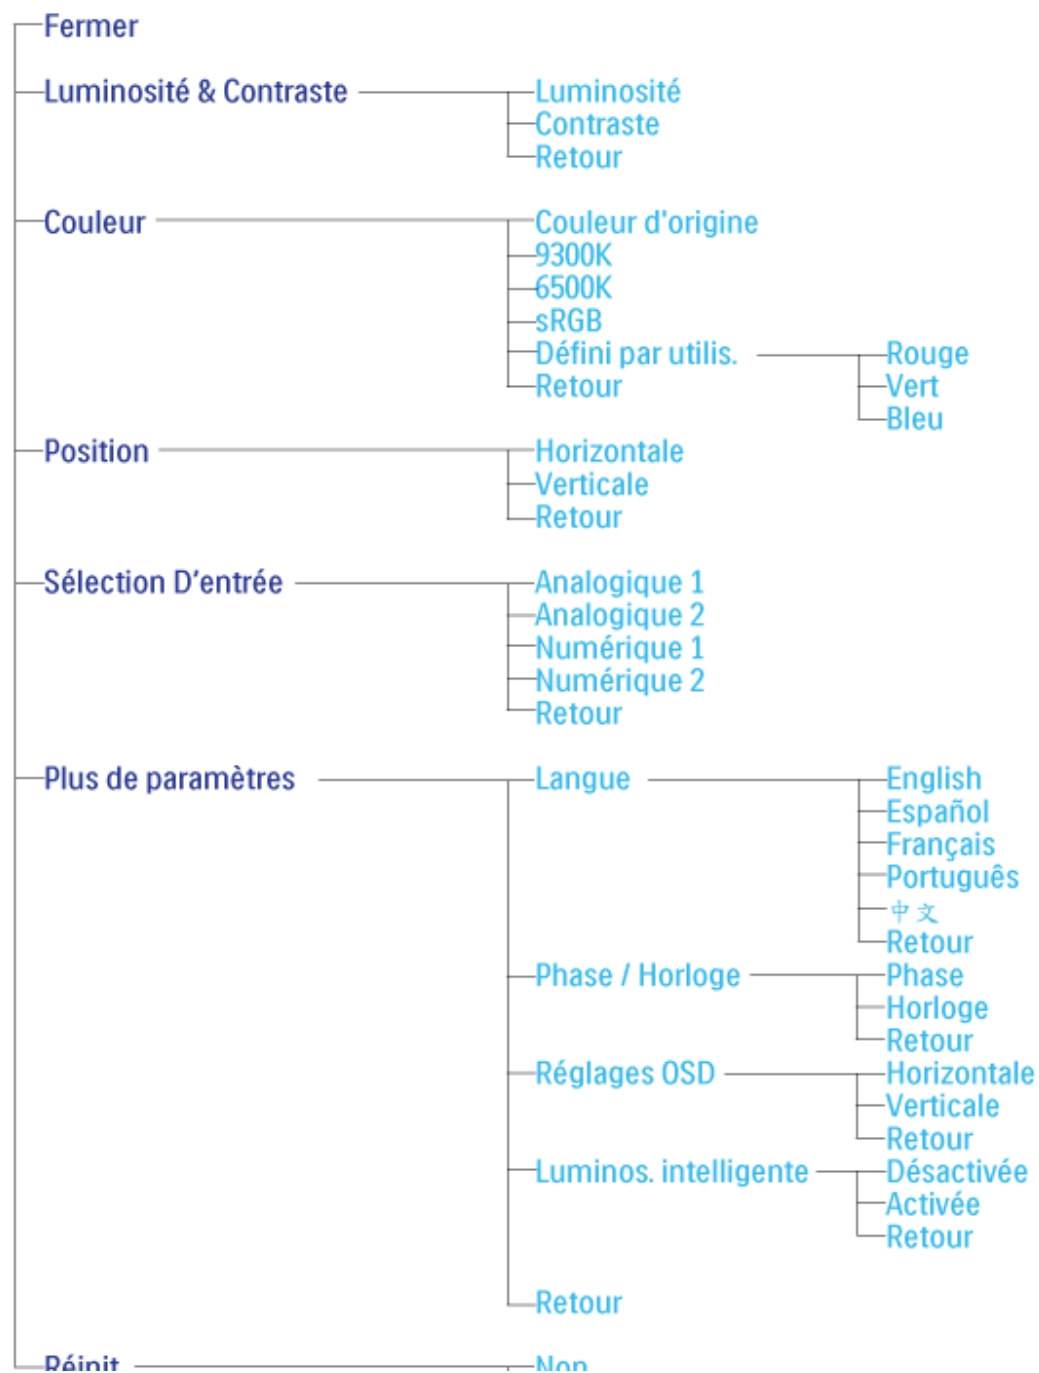 Fermer
Luminosité & Contraste
Luminosité
Contraste
Retour
Couleur
Couleur d'origine
9300K
6500K
sRGB
Défini par utilis.
Rouge
Retour
Vert
Bleu
Position
Horizontale
Verticale
Retour
Sélection D’entrée
Analogique 1
Analogique 2
Numérique 1
Numérique 2
Retour
Plus de paramètres
Langue
English
Español
Français
Português
中文
Retour
Phase / Horloge
Phase
Horloge
Retour
Réglages OSD
Horizontale
Verticale
Retour
Luminos. intelligente
Désactivée
Activée
Retour
Retour
Réinit
Non